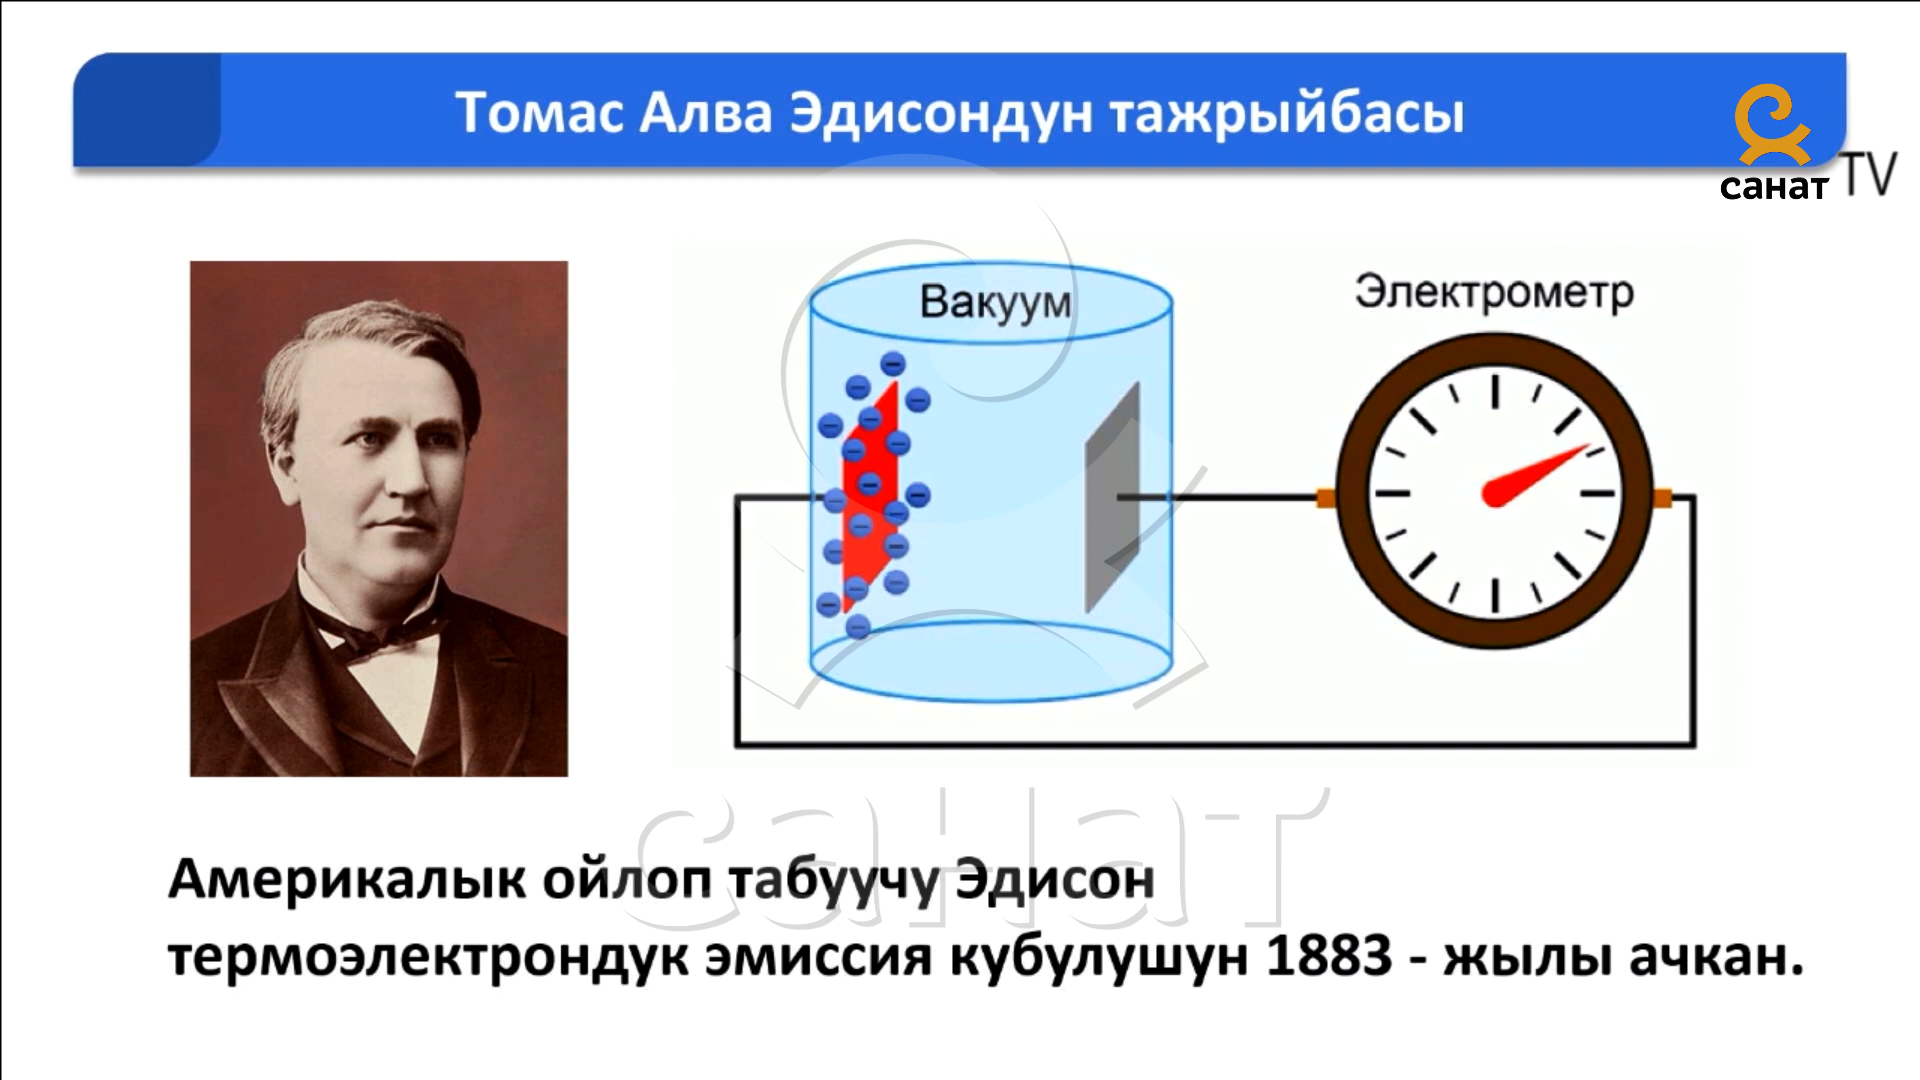 Томас Алва Эдисондун тажрыйбасы
санат TV
Вакуум
Электрометр
санат
Америкалык ойлоп табуучу Эдисон
термоэлектрондук эмиссия кубулушун 1883 - жылы ачкан.